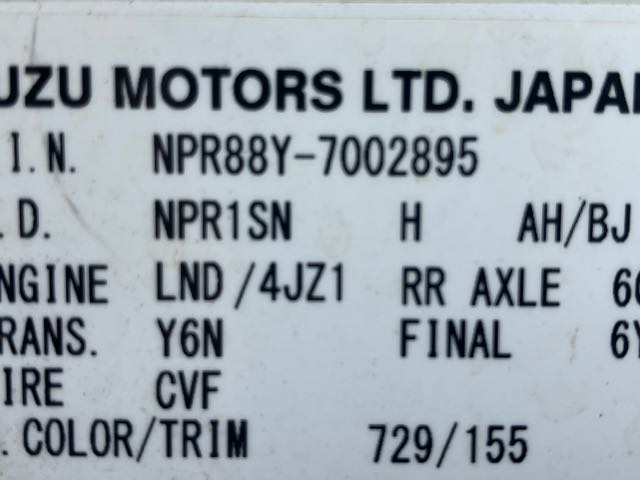 UZU MOTORS LTD. JAPAN
I.N. NPR88Y-7002895
.D. NPR1SN H AH/BJ
NGINE LND/4JZ1 RR AXLE 6
RANS. Y6N FINAL 6Y
IRE CVF
.COLOR/TRIM 729/155